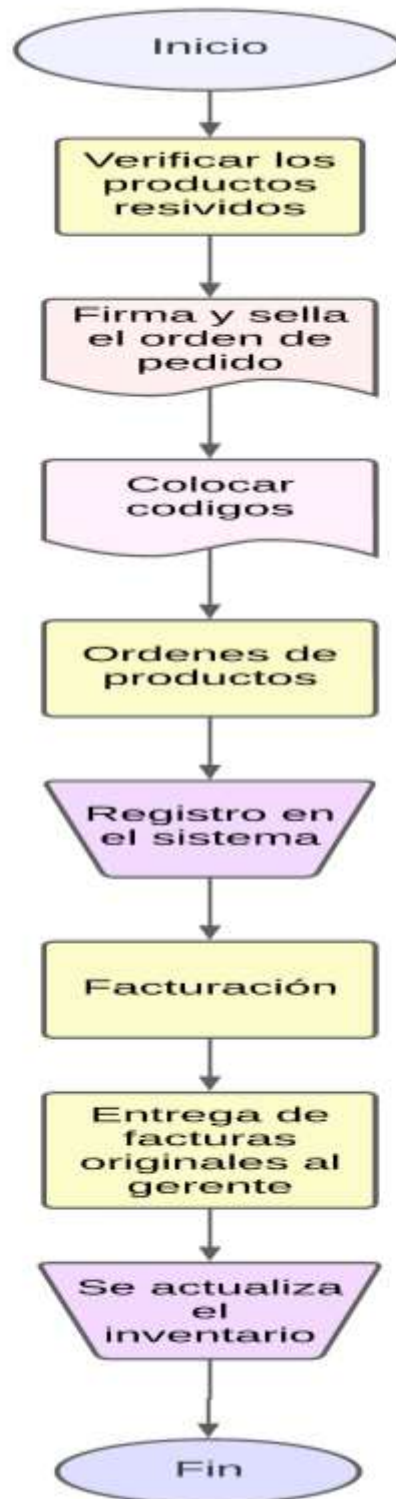 Inicio
Verificar los
productos
resividos
Firma y sella
el orden de
pedido
Colocar
codigos
Ordenes de
productos
Registro en
el sistema
Facturación
Entrega de
facturas
originales al
gerente
Se actualiza
el
inventario
Fin